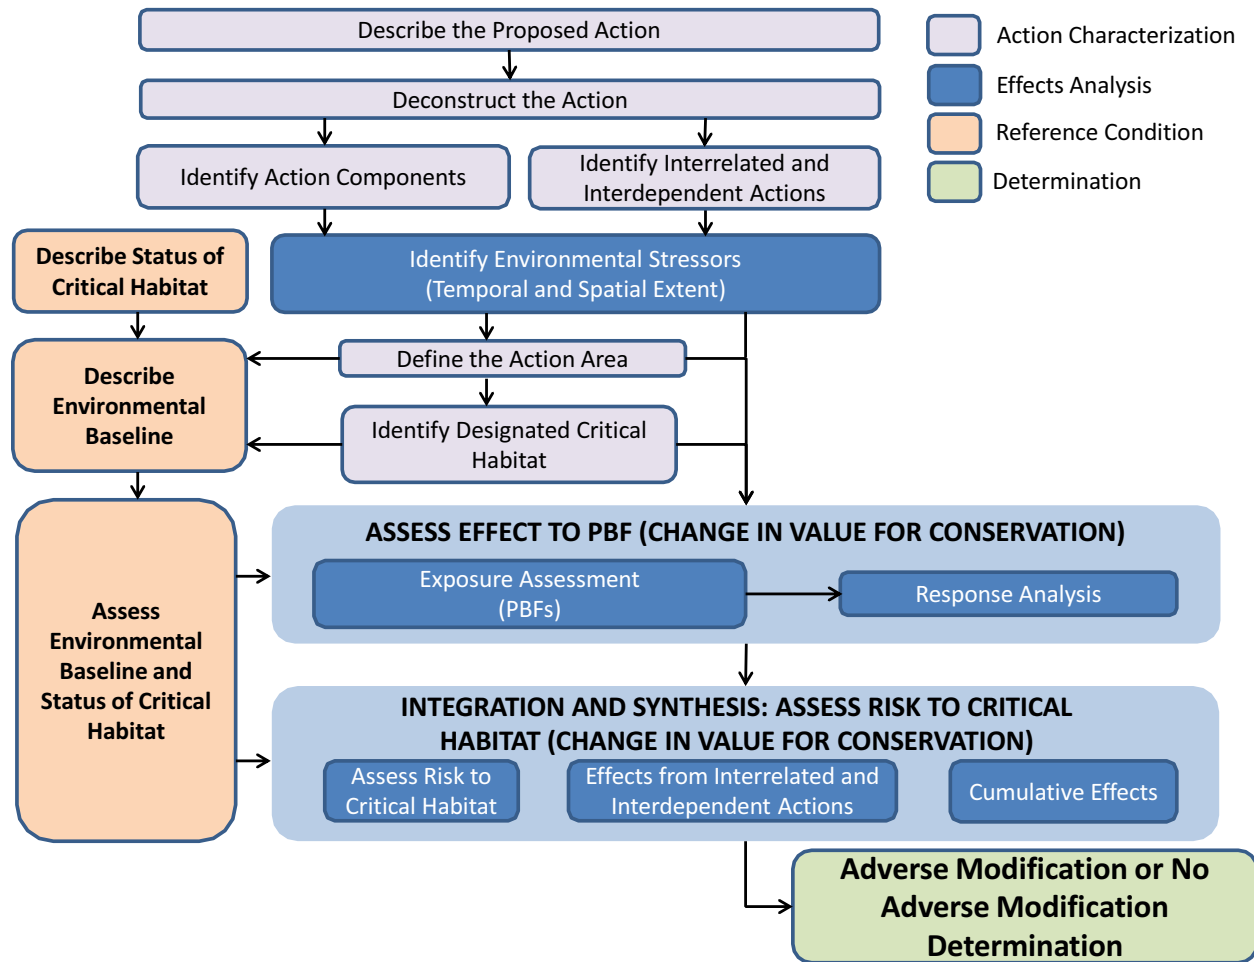 Describe the Proposed Action
Deconstruct the Action
Identify Action Components
Identify Interrelated and
Interdependent Actions
Action Characterization
Effects Analysis
Reference Condition
Determination
Describe Status of
Critical Habitat
Identify Environmental Stressors
(Temporal and Spatial Extent)
Describe
Environmental
Baseline
Define the Action Area
Identify Designated Critical
Habitat
Assess
Environmental
Baseline and
Status of Critical
Habitat
ASSESS EFFECT TO PBF (CHANGE IN VALUE FOR CONSERVATION)
Exposure Assessment
(PBFs)
Response Analysis
INTEGRATION AND SYNTHESIS: ASSESS RISK TO CRITICAL
HABITAT (CHANGE IN VALUE FOR CONSERVATION)
Assess Risk to
Critical Habitat
Effects from Interrelated and
Interdependent Actions
Cumulative Effects
Adverse Modification or No
Adverse Modification
Determination